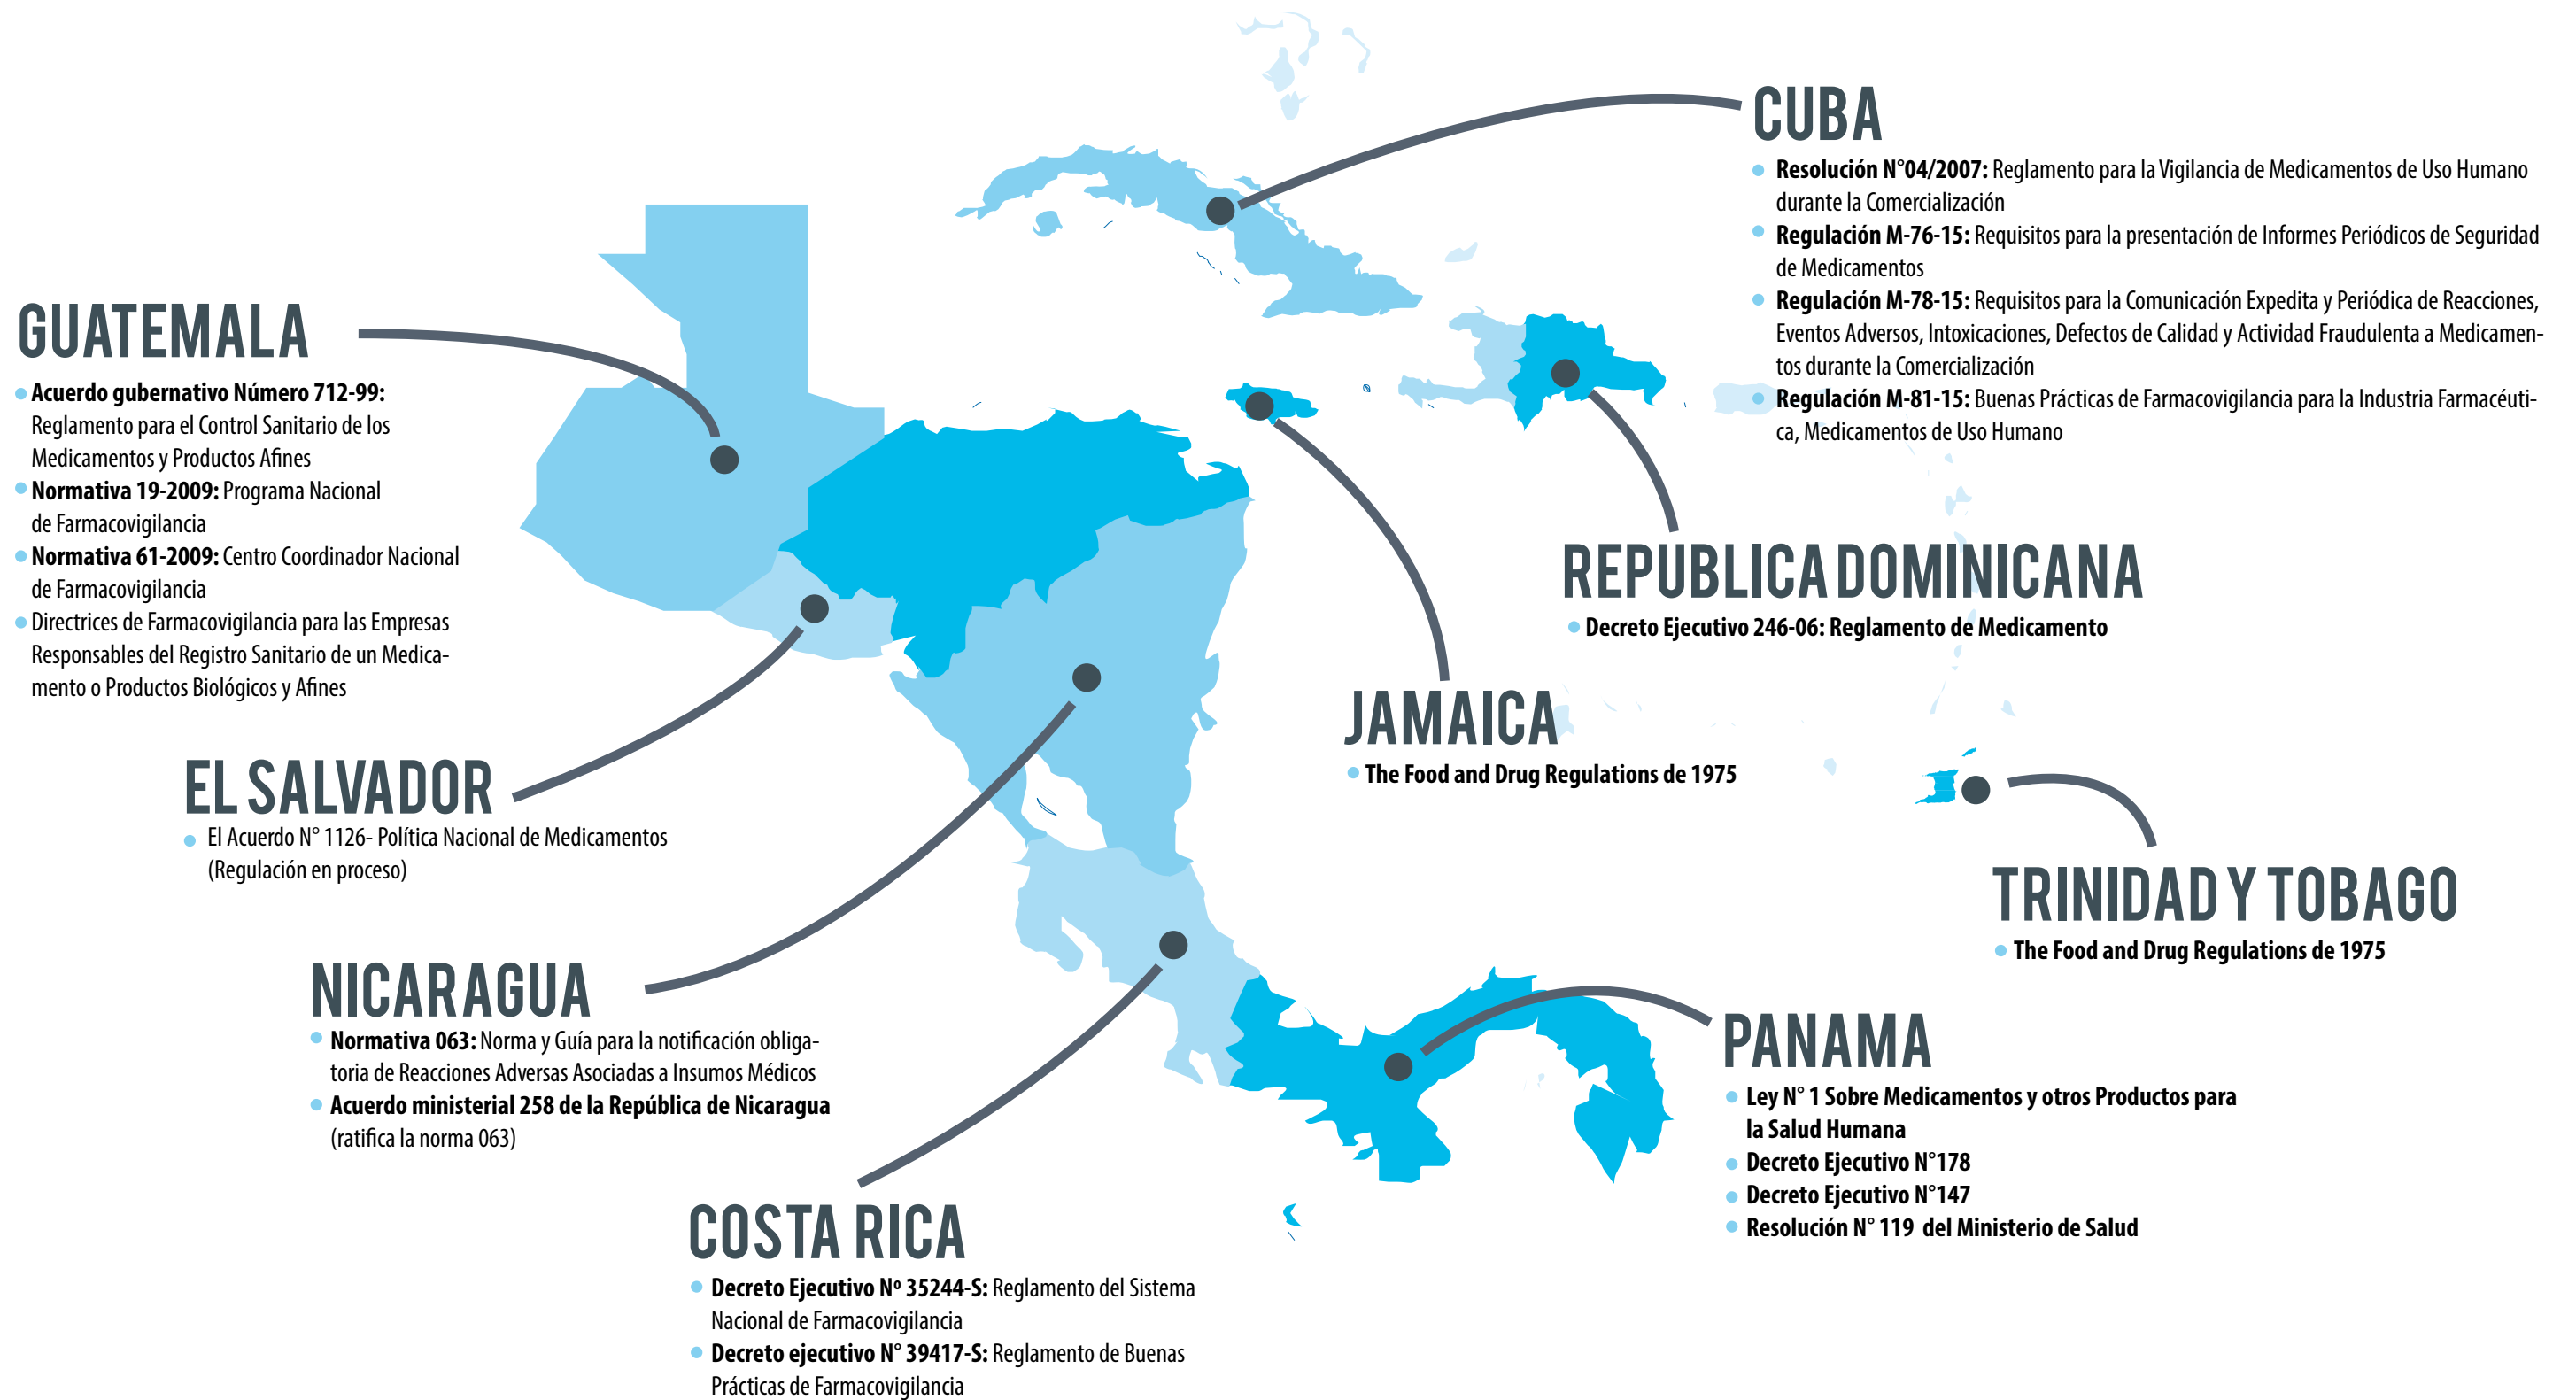 CUBA
Resolución N°04/2007: Reglamento para la Vigilancia de Medicamentos de Uso Humano
durante la Comercialización
Regulación M-76-15: Requisitos para la presentación de Informes Periódicos de Seguridad
de Medicamentos
Regulación M-78-15: Requisitos para la Comunicación Expedita y Periódica de Reacciones,
Eventos Adversos, Intoxicaciones, Defectos de Calidad y Actividad Fraudulenta a Medicamen-
tos durante la Comercialización
Regulación M-81-15: Buenas Prácticas de Farmacovigilancia para la Industria Farmacéuti-
ca, Medicamentos de Uso Humano
GUATEMALA
Acuerdo gubernativo Número 712-99:
Reglamento para el Control Sanitario de los
Medicamentos y Productos Afines
Normativa 19-2009: Programa Nacional
de Farmacovigilancia
Normativa 61-2009: Centro Coordinador Nacional
de Farmacovigilancia
Directrices de Farmacovigilancia para las Empresas
Responsables del Registro Sanitario de un Medica-
mento o Productos Biológicos y Afines
REPUBLICA DOMINICANA
Decreto Ejecutivo 246-06: Reglamento de Medicamento
JAMAICA
The Food and Drug Regulations de 1975
EL SALVADOR
El Acuerdo N° 1126- Política Nacional de Medicamentos
(Regulación en proceso)
TRINIDAD Y TOBAGO
The Food and Drug Regulations de 1975
NICARAGUA
Normativa 063: Norma y Guía para la notificación obliga-
toria de Reacciones Adversas Asociadas a Insumos Médicos
Acuerdo ministerial 258 de la República de Nicaragua
(ratifica la norma 063)
PANAMA
Ley N° 1 Sobre Medicamentos y otros Productos para
la Salud Humana
Decreto Ejecutivo N°178
Decreto Ejecutivo N°147
Resolución N° 119 del Ministerio de Salud
COSTA RICA
Decreto Ejecutivo Nº 35244-S: Reglamento del Sistema
Nacional de Farmacovigilancia
Decreto ejecutivo N° 39417-S: Reglamento de Buenas
Prácticas de Farmacovigilancia